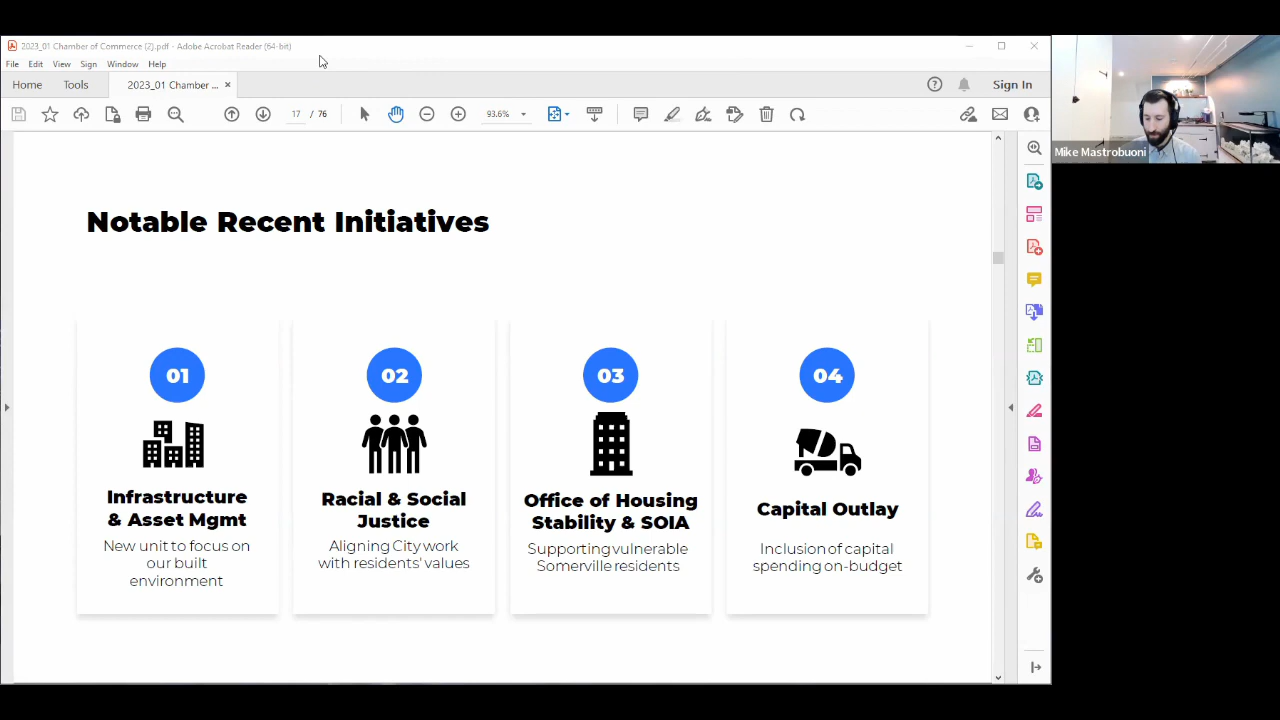 2023_01 Chamber of Commerce (2).pdf - Adobe Acrobat Reader (64-bit)
File Edit View Sign Window Help
Home Tools 2023_01 Chamber ... × Sign In
17 / 76 93.6%
Mike Mastrobuoni
Notable Recent Initiatives
01
Infrastructure
& Asset Mgmt
New unit to focus on
our built
environment
02
Racial & Social
Justice
Aligning City work
with residents' values
03
Office of Housing
Stability & SOIA
Supporting vulnerable
Somerville residents
04
Capital Outlay
Inclusion of capital
spending on-budget